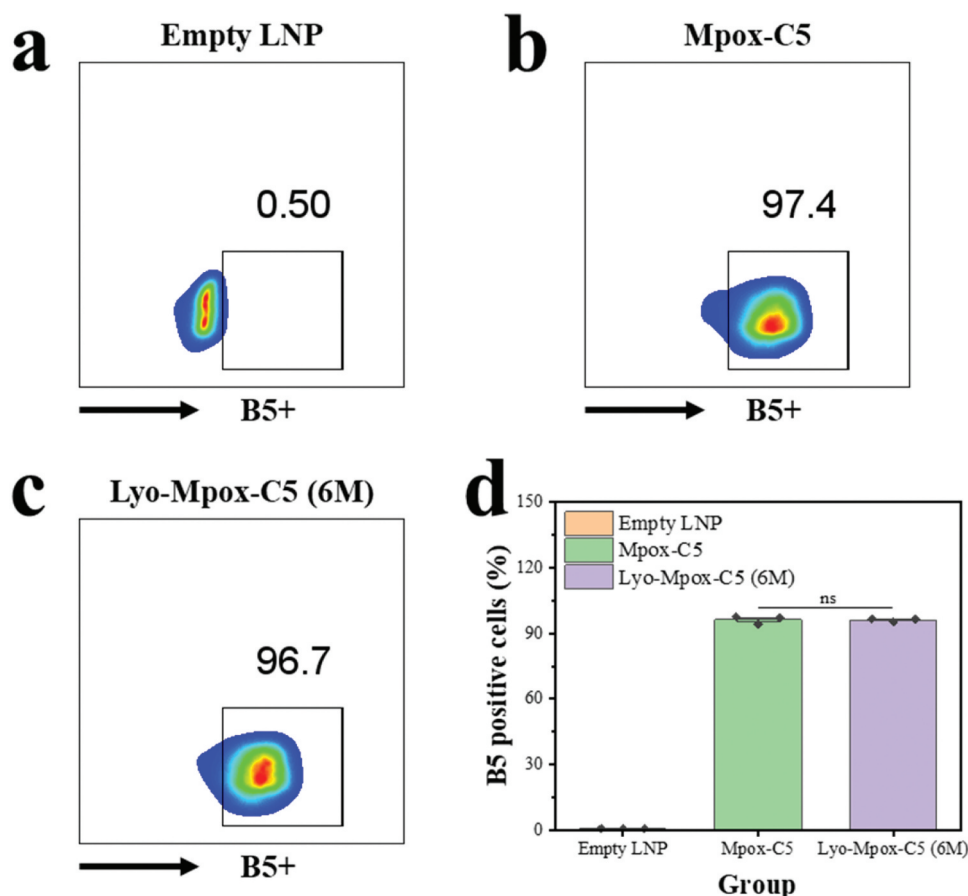 a
Empty LNP
0.50
B5+
b
Mpox-C5
97.4
B5+
c
Lyo-Mpox-C5 (6M)
96.7
B5+
d
150
120
90
60
30
0
B5 positive cells (%)
Empty LNP
Mpox-C5
Lyo-Mpox-C5 (6M)
ns
Empty LNP
Mpox-C5
Lyo-Mpox-C5 (6M)
Group